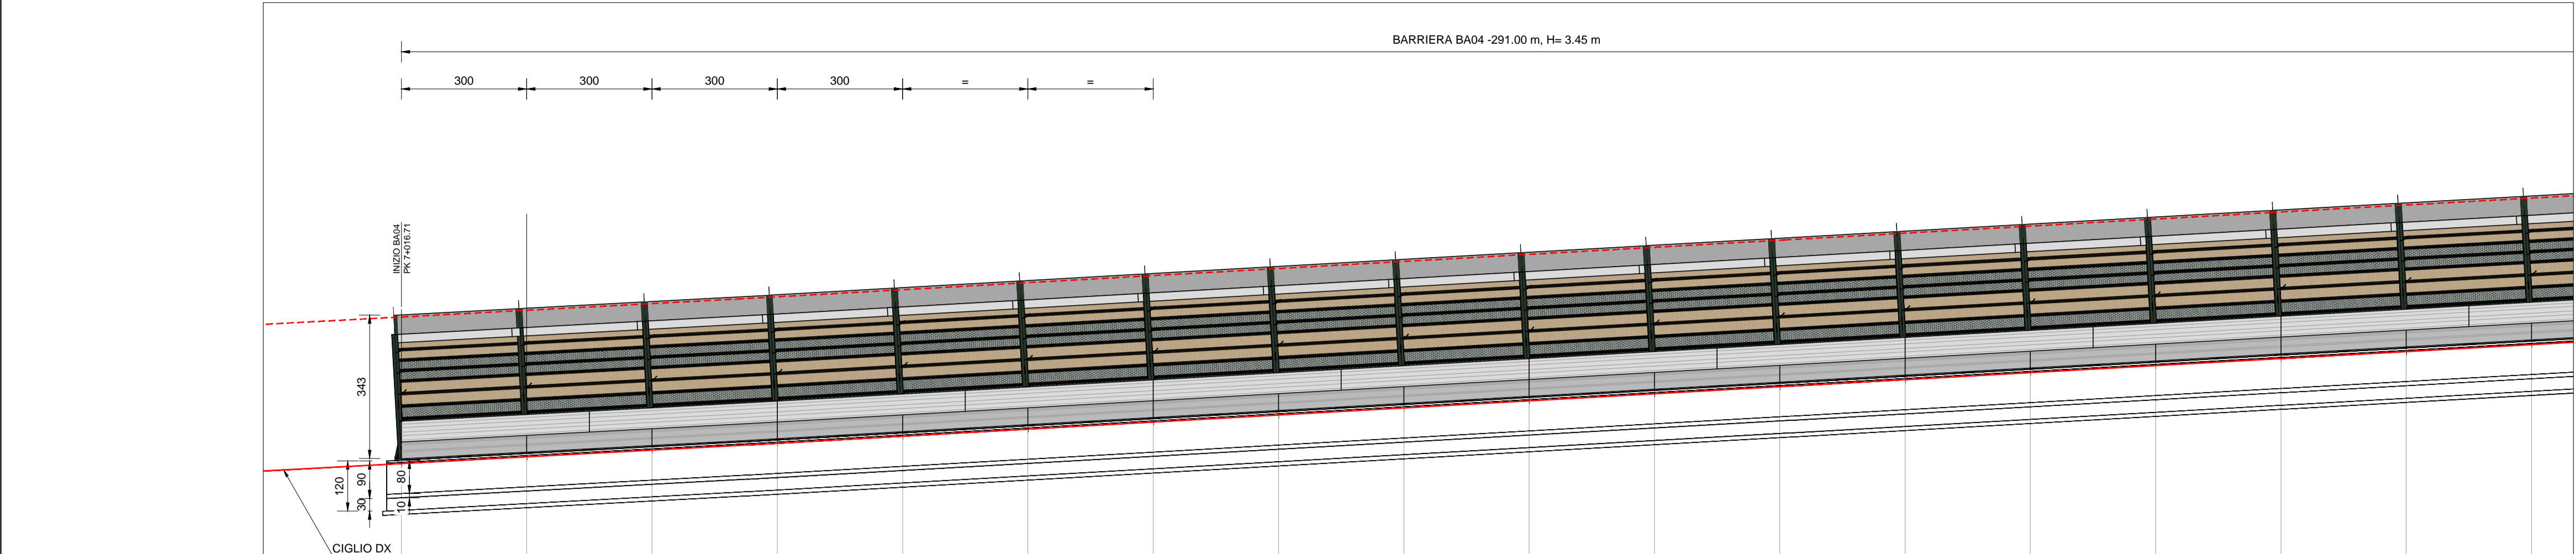 BARRIERA BA04 -291.00 m, H= 3.45 m
300 300 300 300 = =
INIZIO BA04
PK 7+016.71
343
120
90
30
80
10
CIGLIO DX